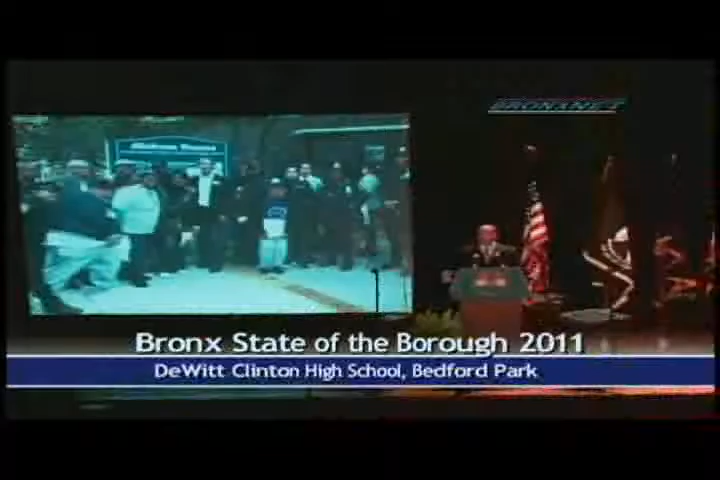 BRONXNET
Bronx State of the Borough 2011
DeWitt Clinton High School, Bedford Park